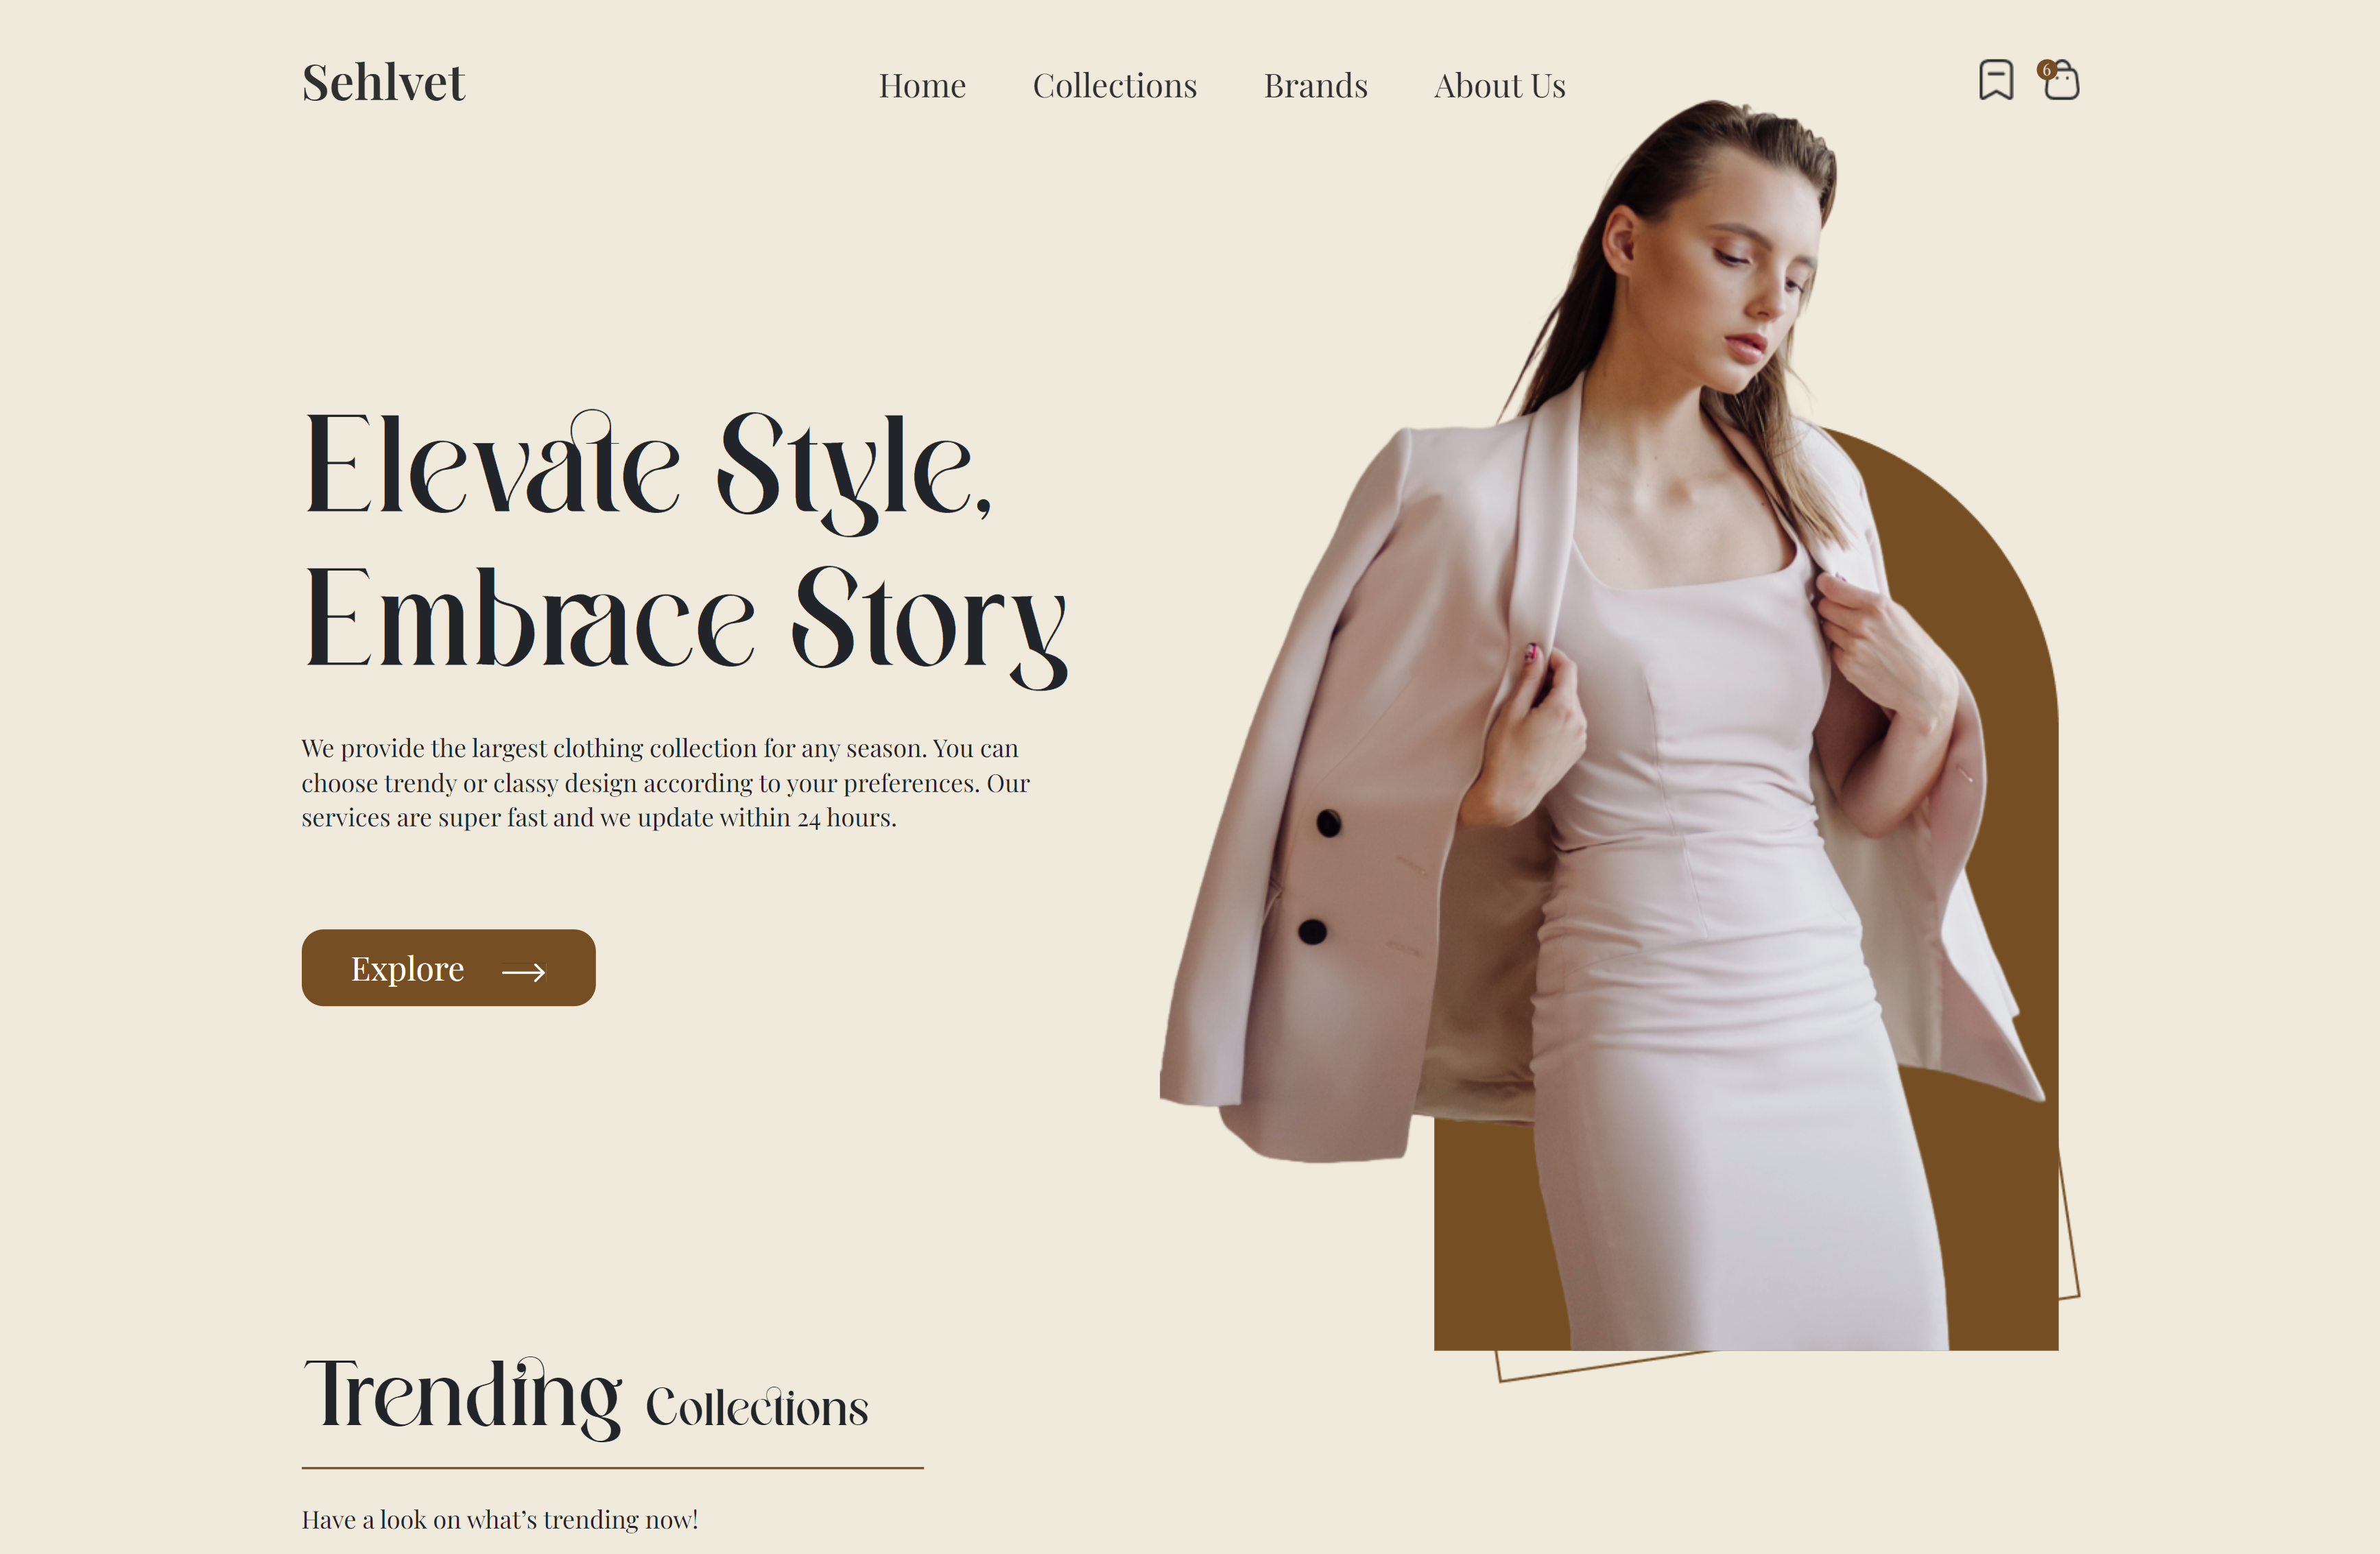 Sehlvet
Home Collections Brands About Us
6
Elevate Style,
Embrace Story
We provide the largest clothing collection for any season. You can
choose trendy or classy design according to your preferences. Our
services are super fast and we update within 24 hours.
Explore
Trending Collections
Have a look on what’s trending now!